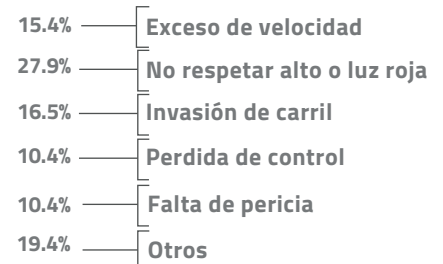 15.4% Exceso de velocidad
27.9% No respetar alto o luz roja
16.5% Invasión de carril
10.4% Perdida de control
10.4% Falta de pericia
19.4% Otros